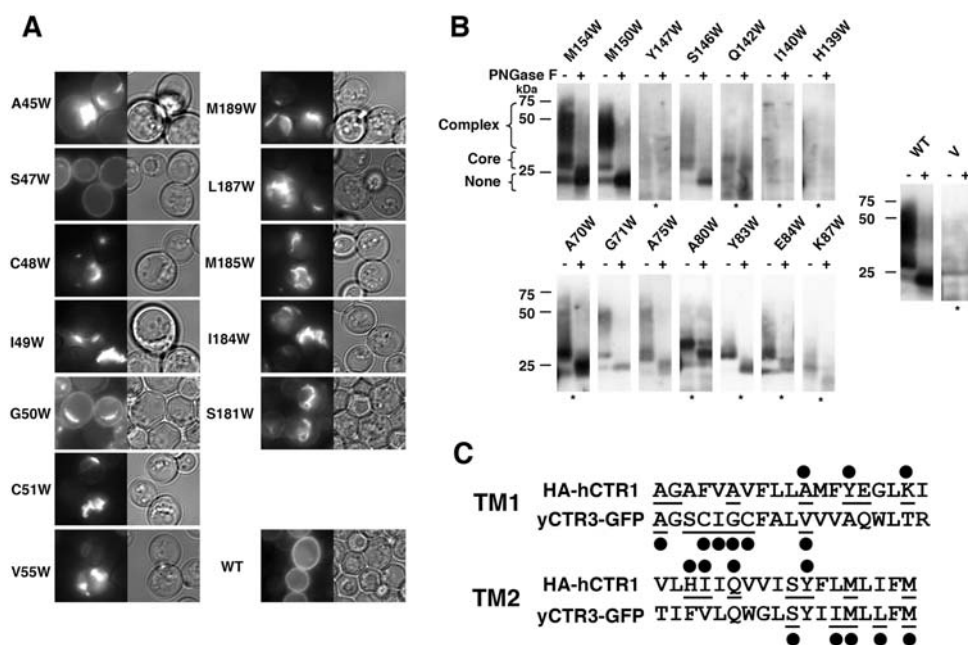 A
A45W
S47W
C48W
I49W
G50W
C51W
V55W
M189W
L187W
M185W
I184W
S181W
WT
B
M154W M150W Y147W S146W Q142W I140W H139W
PNGase F - + - + - + - + - + - + - +
kDa
75
50
25
Complex
Core
None
* * * *
A70W G71W A75W A80W Y83W E84W K87W
- + - + - + - + - + - + - +
75
50
25
* * * * *
WT V
- + - +
75
50
25
*
C
TM1
HA-hCTR1 AGAFVAVFLLAMFYEGLKI
yCTR3-GFP AGSCIGCFALVVVAQWLTR
TM2
HA-hCTR1 VLHIIQVVISYFLMLIFM
yCTR3-GFP TIFVLQWGLSYIIMLLFM